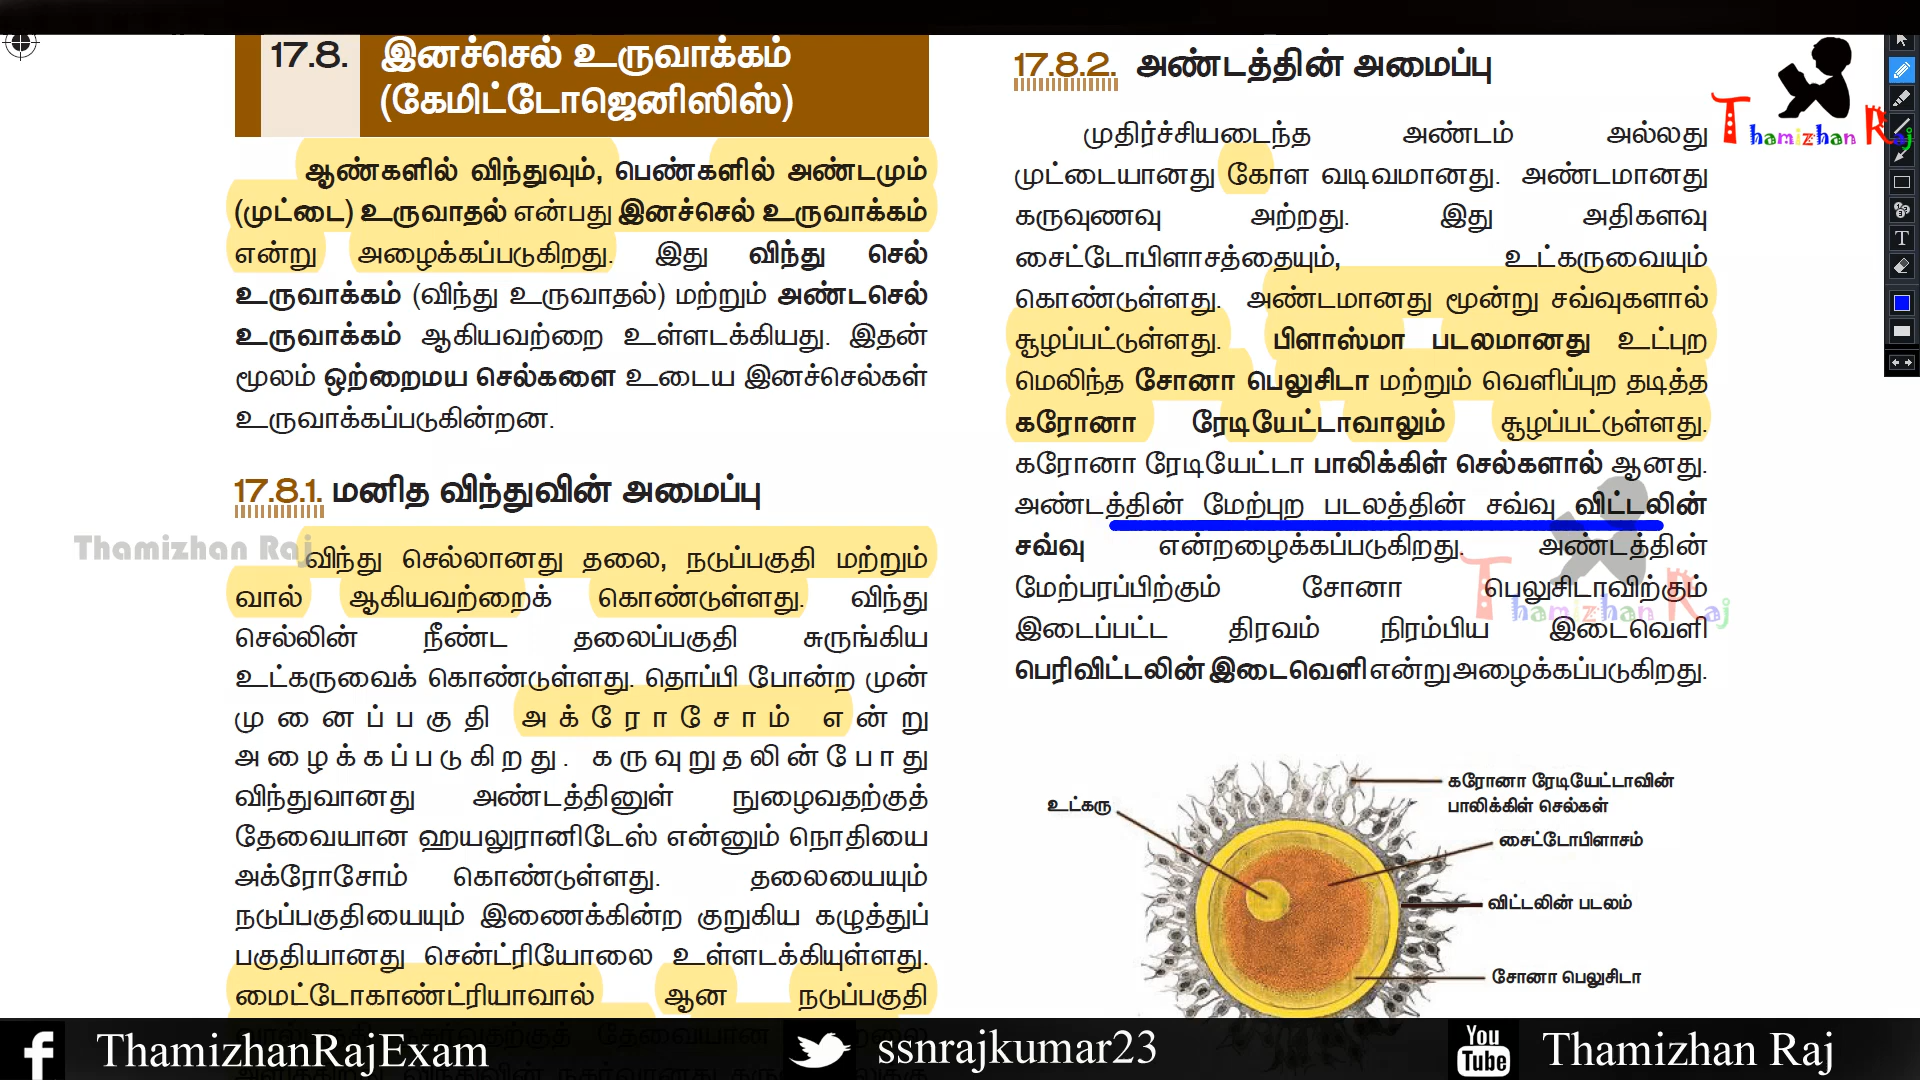 17.8. இனச்செல் உருவாக்கம்
(கேமிட்டோஜெனிஸிஸ்)
ஆண்களில் விந்துவும், பெண்களில் அண்டமும்
(முட்டை) உருவாதல் என்பது இனச்செல் உருவாக்கம்
என்று அழைக்கப்படுகிறது. இது விந்து செல்
உருவாக்கம் (விந்து உருவாதல்) மற்றும் அண்டசெல்
உருவாக்கம் ஆகியவற்றை உள்ளடக்கியது. இதன்
மூலம் ஒற்றைமய செல்களை உடைய இனச்செல்கள்
உருவாக்கப்படுகின்றன.
17.8.1. மனித விந்துவின் அமைப்பு
Thamizhan Raj
விந்து செல்லானது தலை, நடுப்பகுதி மற்றும்
வால் ஆகியவற்றைக் கொண்டுள்ளது. விந்து
செல்லின் நீண்ட தலைப்பகுதி சுருங்கிய
உட்கருவைக் கொண்டுள்ளது. தொப்பி போன்ற முன்
முனைப்பகுதி அக்ரோசோம் என்று
அழைக்கப்படுகிறது. கருவுறுதலின்போது
விந்துவானது அண்டத்தினுள் நுழைவதற்குத்
தேவையான ஹயலுரானிடேஸ் என்னும் நொதியை
அக்ரோசோம் கொண்டுள்ளது. தலையையும்
நடுப்பகுதியையும் இணைக்கின்ற குறுகிய கழுத்துப்
பகுதியானது சென்ட்ரியோலை உள்ளடக்கியுள்ளது.
மைட்டோகாண்ட்ரியாவால் ஆன நடுப்பகுதி
17.8.2. அண்டத்தின் அமைப்பு
முதிர்ச்சியடைந்த அண்டம் அல்லது
முட்டையானது கோள வடிவமானது. அண்டமானது
கருவுணவு அற்றது. இது அதிகளவு
சைட்டோபிளாசத்தையும், உட்கருவையும்
கொண்டுள்ளது. அண்டமானது மூன்று சவ்வுகளால்
சூழப்பட்டுள்ளது. பிளாஸ்மா படலமானது உட்புற
மெலிந்த சோனா பெலுசிடா மற்றும் வெளிப்புற தடித்த
கரோனா ரேடியேட்டாவாலும் சூழப்பட்டுள்ளது.
கரோனா ரேடியேட்டா பாலிக்கிள் செல்களால் ஆனது.
அண்டத்தின் மேற்புற படலத்தின் சவ்வு விட்டலின்
சவ்வு என்றழைக்கப்படுகிறது. அண்டத்தின்
மேற்பரப்பிற்கும் சோனா பெலுசிடாவிற்கும்
இடைப்பட்ட திரவம் நிரம்பிய இடைவெளி
பெரிவிட்டலின் இடைவெளி என்று அழைக்கப்படுகிறது.
Thamizhan Raj
Thamizhan Raj
உட்கரு
கரோனா ரேடியேட்டாவின்
பாலிக்கிள் செல்கள்
சைட்டோபிளாசம்
விட்டலின் படலம்
சோனா பெலுசிடா
T
f ThamizhanRajExam ssnrajkumar23 You Tube Thamizhan Raj